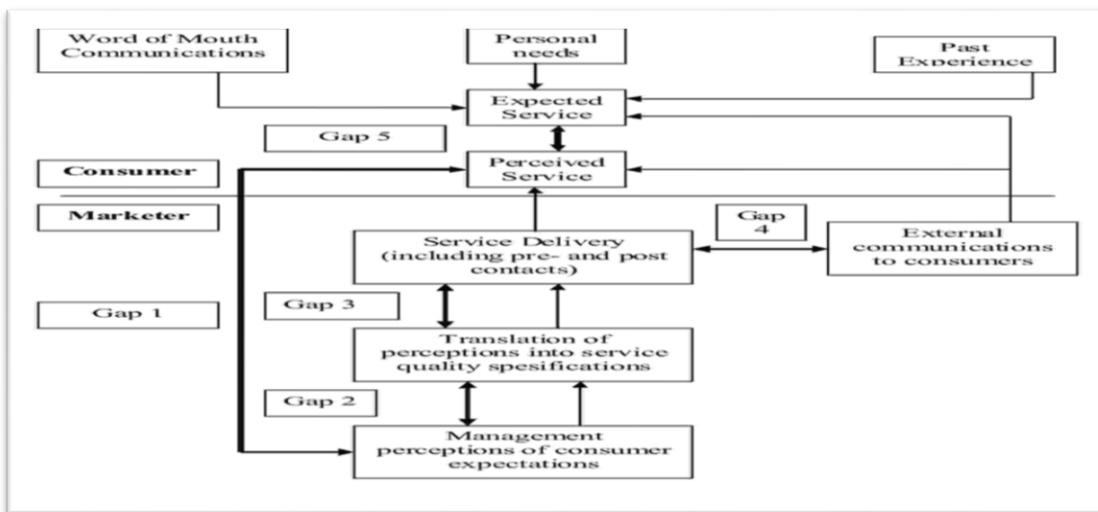 Word of Mouth
Communications
Personal
needs
Past
Experience
Expected
Service
Gap 5
Consumer
Perceived
Service
Marketer
Gap
4
Service Delivery
(including pre- and post
contacts)
External
communications
to consumers
Gap 1
Gap 3
Translation of
perceptions into service
quality spesifications
Gap 2
Management
perceptions of consumer
expectations